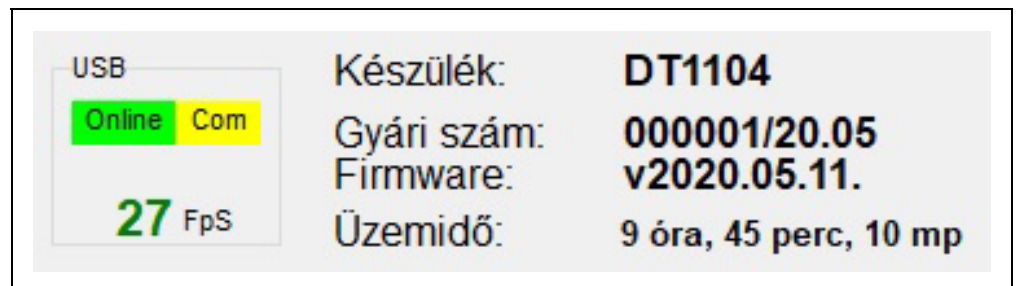 USB
Online Com
27 FpS
Készülék: DT1104
Gyári szám: 000001/20.05
Firmware: v2020.05.11.
Üzemidő: 9 óra, 45 perc, 10 mp